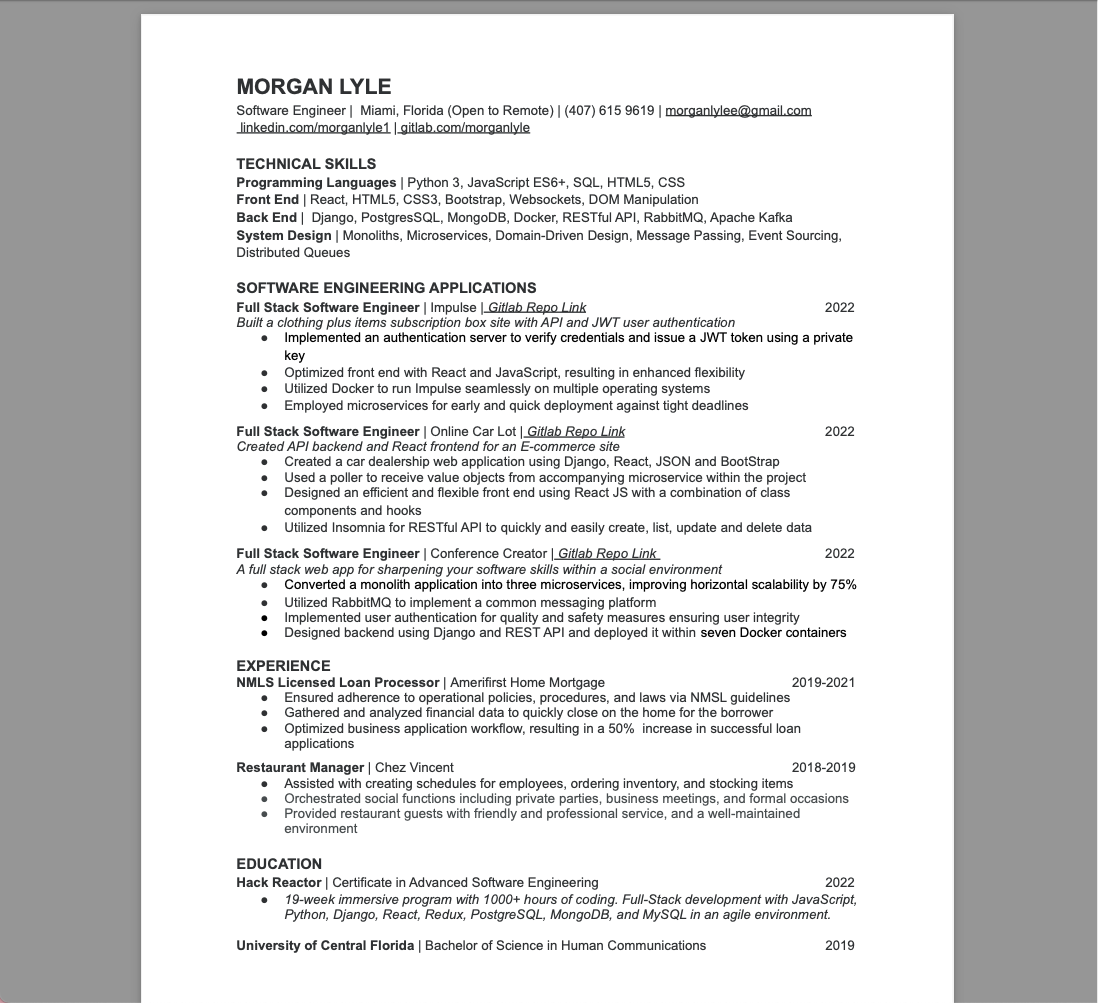 MORGAN LYLE
Software Engineer | Miami, Florida (Open to Remote) | (407) 615 9619 | morganlylee@gmail.com
linkedin.com/morganlyle1 | gitlab.com/morganlyle
TECHNICAL SKILLS
Programming Languages | Python 3, JavaScript ES6+, SQL, HTML5, CSS
Front End | React, HTML5, CSS3, Bootstrap, Websockets, DOM Manipulation
Back End | Django, PostgresSQL, MongoDB, Docker, RESTful API, RabbitMQ, Apache Kafka
System Design | Monoliths, Microservices, Domain-Driven Design, Message Passing, Event Sourcing,
Distributed Queues
SOFTWARE ENGINEERING APPLICATIONS
Full Stack Software Engineer | Impulse | Gitlab Repo Link 2022
Built a clothing plus items subscription box site with API and JWT user authentication
● Implemented an authentication server to verify credentials and issue a JWT token using a private
key
● Optimized front end with React and JavaScript, resulting in enhanced flexibility
● Utilized Docker to run Impulse seamlessly on multiple operating systems
● Employed microservices for early and quick deployment against tight deadlines
Full Stack Software Engineer | Online Car Lot | Gitlab Repo Link 2022
Created API backend and React frontend for an E-commerce site
● Created a car dealership web application using Django, React, JSON and BootStrap
● Used a poller to receive value objects from accompanying microservice within the project
● Designed an efficient and flexible front end using React JS with a combination of class
components and hooks
● Utilized Insomnia for RESTful API to quickly and easily create, list, update and delete data
Full Stack Software Engineer | Conference Creator | Gitlab Repo Link 2022
A full stack web app for sharpening your software skills within a social environment
● Converted a monolith application into three microservices, improving horizontal scalability by 75%
● Utilized RabbitMQ to implement a common messaging platform
● Implemented user authentication for quality and safety measures ensuring user integrity
● Designed backend using Django and REST API and deployed it within seven Docker containers
EXPERIENCE
NMLS Licensed Loan Processor | Amerifirst Home Mortgage 2019-2021
● Ensured adherence to operational policies, procedures, and laws via NMSL guidelines
● Gathered and analyzed financial data to quickly close on the home for the borrower
● Optimized business application workflow, resulting in a 50% increase in successful loan
applications
Restaurant Manager | Chez Vincent 2018-2019
● Assisted with creating schedules for employees, ordering inventory, and stocking items
● Orchestrated social functions including private parties, business meetings, and formal occasions
● Provided restaurant guests with friendly and professional service, and a well-maintained
environment
EDUCATION
Hack Reactor | Certificate in Advanced Software Engineering 2022
● 19-week immersive program with 1000+ hours of coding. Full-Stack development with JavaScript,
Python, Django, React, Redux, PostgreSQL, MongoDB, and MySQL in an agile environment.
University of Central Florida | Bachelor of Science in Human Communications 2019